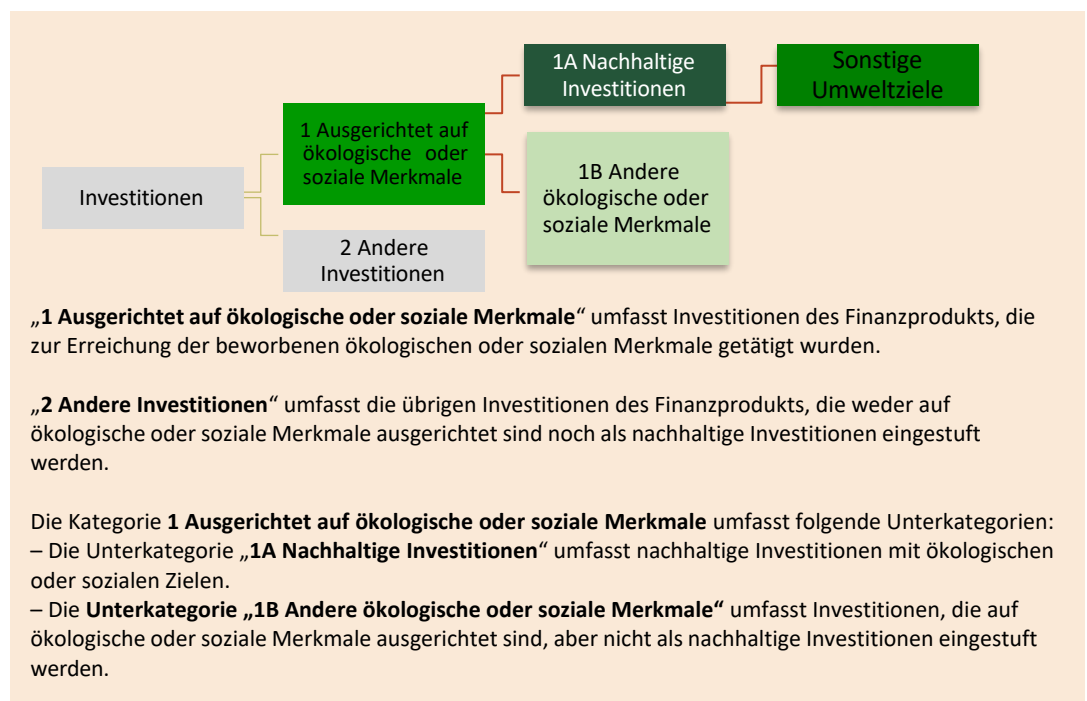 1A Nachhaltige
Investitionen
Sonstige
Umweltziele
1 Ausgerichtet auf
ökologische oder
soziale Merkmale
1B Andere
ökologische oder
soziale Merkmale
Investitionen
2 Andere
Investitionen
„1 Ausgerichtet auf ökologische oder soziale Merkmale“ umfasst Investitionen des Finanzprodukts, die
zur Erreichung der beworbenen ökologischen oder sozialen Merkmale getätigt wurden.
„2 Andere Investitionen“ umfasst die übrigen Investitionen des Finanzprodukts, die weder auf
ökologische oder soziale Merkmale ausgerichtet sind noch als nachhaltige Investitionen eingestuft
werden.
Die Kategorie 1 Ausgerichtet auf ökologische oder soziale Merkmale umfasst folgende Unterkategorien:
– Die Unterkategorie „1A Nachhaltige Investitionen“ umfasst nachhaltige Investitionen mit ökologischen
oder sozialen Zielen.
– Die Unterkategorie „1B Andere ökologische oder soziale Merkmale“ umfasst Investitionen, die auf
ökologische oder soziale Merkmale ausgerichtet sind, aber nicht als nachhaltige Investitionen eingestuft
werden.